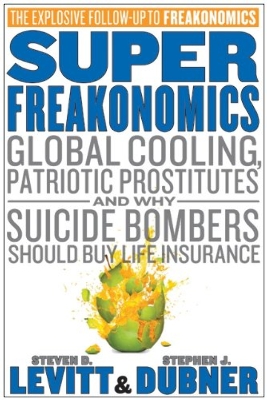 THE EXPLOSIVE FOLLOW-UP TO FREAKONOMICS
SUPER
FREAKONOMICS
GLOBAL COOLING,
PATRIOTIC PROSTITUTES
AND WHY
SUICIDE BOMBERS
SHOULD BUY LIFE INSURANCE
STEVEN D. STEPHEN J.
LEVITT & DUBNER